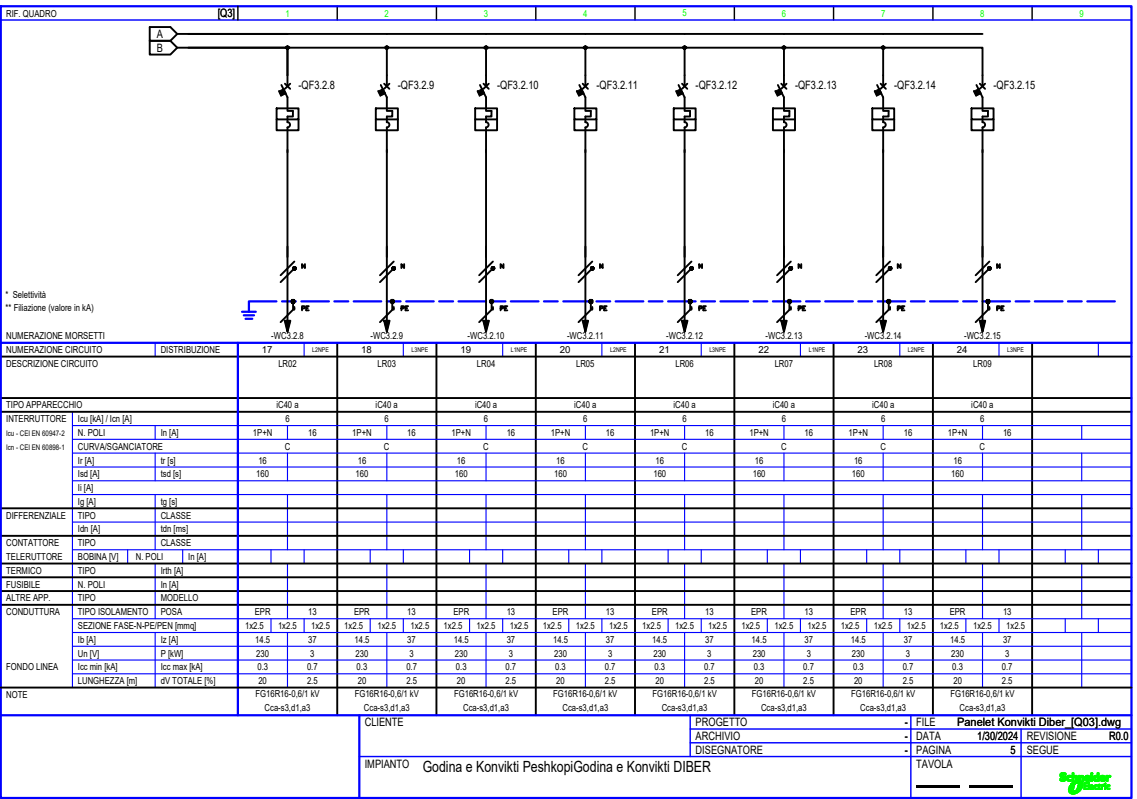 RIF. QUADRO [Q3] 1 2 3 4 5 6 7 8 9
A
B
-QF3.2.8 -QF3.2.9 -QF3.2.10 -QF3.2.11 -QF3.2.12 -QF3.2.13 -QF3.2.14 -QF3.2.15
N N N N N N N N
* Selettività
** Filiazione (valore in kA)
PE PE PE PE PE PE PE PE
NUMERAZIONE MORSETTI -WC3.2.8 -WC3.2.9 -WC3.2.10 -WC3.2.11 -WC3.2.12 -WC3.2.13 -WC3.2.14 -WC3.2.15
NUMERAZIONE CIRCUITO DISTRIBUZIONE 17 L2NPE 18 L3NPE 19 L1NPE 20 L2NPE 21 L3NPE 22 L1NPE 23 L2NPE 24 L3NPE
DESCRIZIONE CIRCUITO LR02 LR03 LR04 LR05 LR06 LR07 LR08 LR09
TIPO APPARECCHIO iC40 a iC40 a iC40 a iC40 a iC40 a iC40 a iC40 a iC40 a
INTERRUTTORE Icu [kA] / Icn [A] 6 6 6 6 6 6 6 6
Icu - CEI EN 60947-2 N. POLI In [A] 1P+N 16 1P+N 16 1P+N 16 1P+N 16 1P+N 16 1P+N 16 1P+N 16 1P+N 16
Icn - CEI EN 60898-1 CURVA/SGANCIATORE C C C C C C C C
Ir [A] tr [s] 16 16 16 16 16 16 16 16
Isd [A] tsd [s] 160 160 160 160 160 160 160 160
Ii [A]
Ig [A] tg [s]
DIFFERENZIALE TIPO CLASSE
Idn [A] tdn [ms]
CONTATTORE TIPO CLASSE
TELERUTTORE BOBINA [V] N. POLI In [A]
TERMICO TIPO Irth [A]
FUSIBILE N. POLI In [A]
ALTRE APP. TIPO MODELLO
CONDUTTURA TIPO ISOLAMENTO POSA EPR 13 EPR 13 EPR 13 EPR 13 EPR 13 EPR 13 EPR 13 EPR 13
SEZIONE FASE-N-PE/PEN [mmq] 1x2.5 1x2.5 1x2.5 1x2.5 1x2.5 1x2.5 1x2.5 1x2.5 1x2.5 1x2.5 1x2.5 1x2.5 1x2.5 1x2.5 1x2.5 1x2.5 1x2.5 1x2.5 1x2.5 1x2.5 1x2.5 1x2.5 1x2.5 1x2.5
Ib [A] Iz [A] 14.5 37 14.5 37 14.5 37 14.5 37 14.5 37 14.5 37 14.5 37 14.5 37
Un [V] P [kW] 230 3 230 3 230 3 230 3 230 3 230 3 230 3 230 3
FONDO LINEA Icc min [kA] Icc max [kA] 0.3 0.7 0.3 0.7 0.3 0.7 0.3 0.7 0.3 0.7 0.3 0.7 0.3 0.7 0.3 0.7
LUNGHEZZA [m] dV TOTALE [%] 20 2.5 20 2.5 20 2.5 20 2.5 20 2.5 20 2.5 20 2.5 20 2.5
NOTE FG16R16-0,6/1 kV FG16R16-0,6/1 kV FG16R16-0,6/1 kV FG16R16-0,6/1 kV FG16R16-0,6/1 kV FG16R16-0,6/1 kV FG16R16-0,6/1 kV FG16R16-0,6/1 kV
Cca-s3,d1,a3 Cca-s3,d1,a3 Cca-s3,d1,a3 Cca-s3,d1,a3 Cca-s3,d1,a3 Cca-s3,d1,a3 Cca-s3,d1,a3 Cca-s3,d1,a3
CLIENTE PROGETTO - FILE Panelet Konvikti Diber_[Q03].dwg
ARCHIVIO - DATA 1/30/2024 REVISIONE R0.0
DISEGNATORE - PAGINA 5 SEGUE
IMPIANTO Godina e Konvikti PeshkopiGodina e Konvikti DIBER TAVOLA
Schneider
Electric